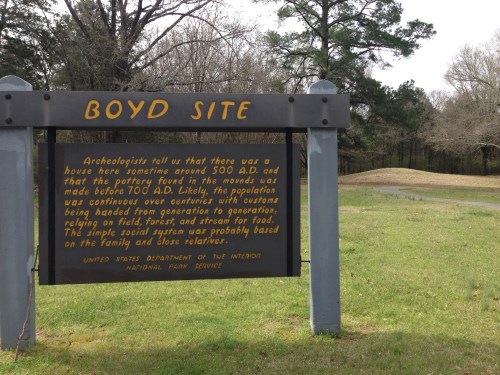 BOYD SITE
Archeologists tell us that there was a
house here sometime around 500 A.D. and
that the pottery found in the mounds was
made before 700 A.D. Likely, the population
was continuous over centuries with customs
being handed from generation to generation,
relying on field, forest, and stream for food.
The simple social system was probably based
on the family and close relatives.
UNITED STATES DEPARTMENT OF THE INTERIOR
NATIONAL PARK SERVICE